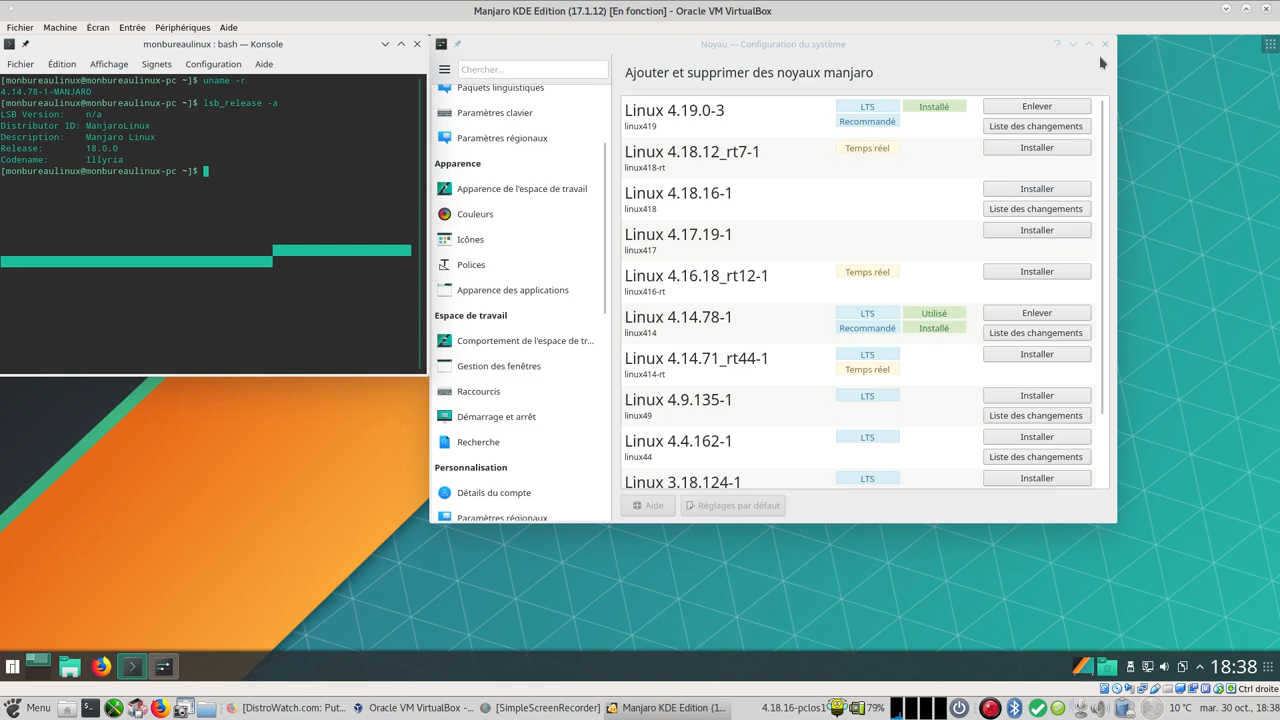 Manjaro KDE Edition (17.1.12) [En fonction] - Oracle VM VirtualBox
Fichier Machine Écran Entrée Périphériques Aide
monbureaulinux : bash — Konsole
Fichier Édition Affichage Signets Configuration Aide
[monbureaulinux@monbureaulinux-pc ~]$ uname -r
4.14.78-1-MANJARO
[monbureaulinux@monbureaulinux-pc ~]$ lsb_release -a
LSB Version: n/a
Distributor ID: ManjaroLinux
Description: Manjaro Linux
Release: 18.0.0
Codename: Illyria
[monbureaulinux@monbureaulinux-pc ~]$
Noyau — Configuration du système
Chercher...
Paquets linguistiques
Paramètres clavier
Paramètres régionaux
Apparence
Apparence de l'espace de travail
Couleurs
Icônes
Polices
Apparence des applications
Espace de travail
Comportement de l'espace de tr...
Gestion des fenêtres
Raccourcis
Démarrage et arrêt
Recherche
Personnalisation
Détails du compte
Paramètres régionaux
Ajouter et supprimer des noyaux manjaro
Linux 4.19.0-3 LTS Installé Enlever
linux419 Recommandé Liste des changements
Linux 4.18.12_rt7-1 Temps réel Installer
linux418-rt
Linux 4.18.16-1 Installer
linux418 Liste des changements
Linux 4.17.19-1 Installer
linux417
Linux 4.16.18_rt12-1 Temps réel Installer
linux416-rt
Linux 4.14.78-1 LTS Utilisé Enlever
linux414 Recommandé Installé Liste des changements
Linux 4.14.71_rt44-1 LTS Installer
linux414-rt Temps réel
Linux 4.9.135-1 LTS Installer
linux49 Liste des changements
Linux 4.4.162-1 LTS Installer
linux44 Liste des changements
Linux 3.18.124-1 LTS Installer
Aide Réglages par défaut
18:38
Ctrl droite
Menu [DistroWatch.com: Put... Oracle VM VirtualBox -... [SimpleScreenRecorder] Manjaro KDE Edition (1... 4.18.16-pclos 79% 10 °C mar. 30 oct., 18:38